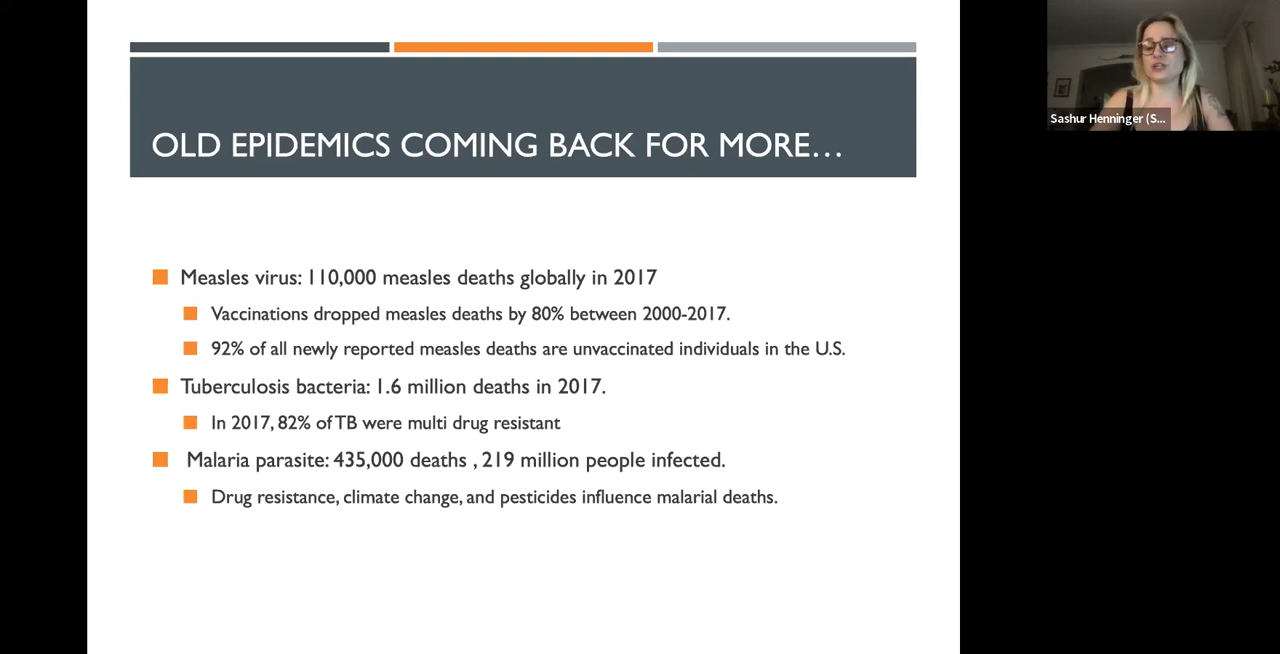 OLD EPIDEMICS COMING BACK FOR MORE…
Measles virus: 110,000 measles deaths globally in 2017
Vaccinations dropped measles deaths by 80% between 2000-2017.
92% of all newly reported measles deaths are unvaccinated individuals in the U.S.
Tuberculosis bacteria: 1.6 million deaths in 2017.
In 2017, 82% of TB were multi drug resistant
Malaria parasite: 435,000 deaths , 219 million people infected.
Drug resistance, climate change, and pesticides influence malarial deaths.
Sashur Henninger (S...